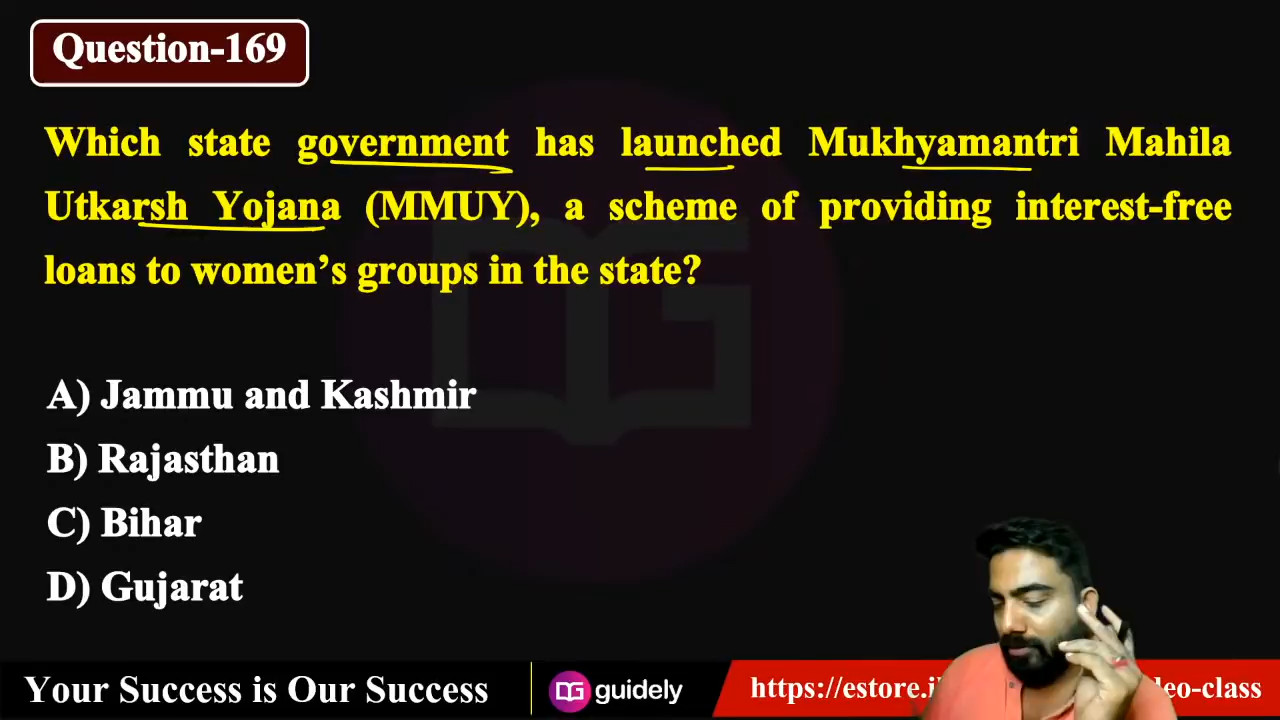 Question-169
Which state government has launched Mukhyamantri Mahila
Utkarsh Yojana (MMUY), a scheme of providing interest-free
loans to women’s groups in the state?
A) Jammu and Kashmir
B) Rajasthan
C) Bihar
D) Gujarat
Your Success is Our Success
guidely
https://estore.i
deo-class